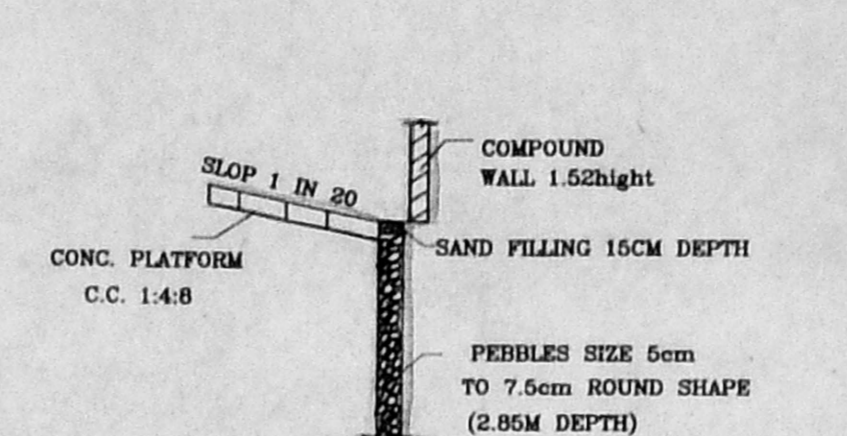 COMPOUND
WALL 1.52hight
SLOP 1 IN 20
SAND FILLING 15CM DEPTH
CONC. PLATFORM
C.C. 1:4:8
PEBBLES SIZE 5cm
TO 7.5cm ROUND SHAPE
(2.85M DEPTH)